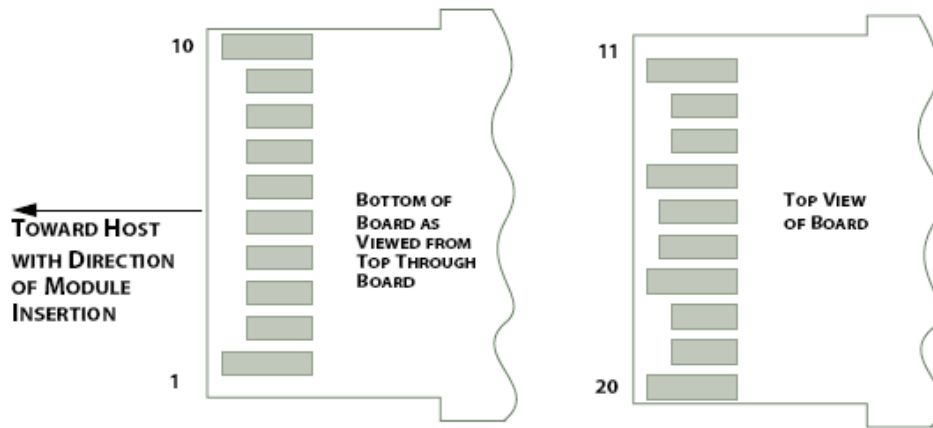 10
TOWARD HOST
WITH DIRECTION
OF MODULE
INSERTION
1
BOTTOM OF
BOARD AS
VIEWED FROM
TOP THROUGH
BOARD
11
20
TOP VIEW
OF BOARD